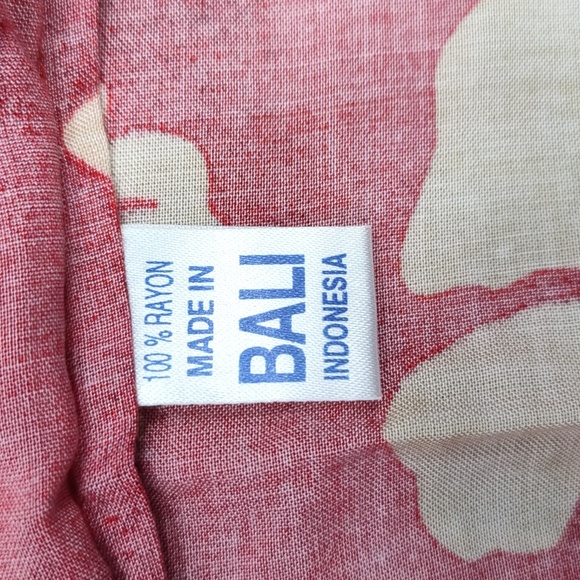 100 % RAYON
MADE IN
BALI
INDONESIA